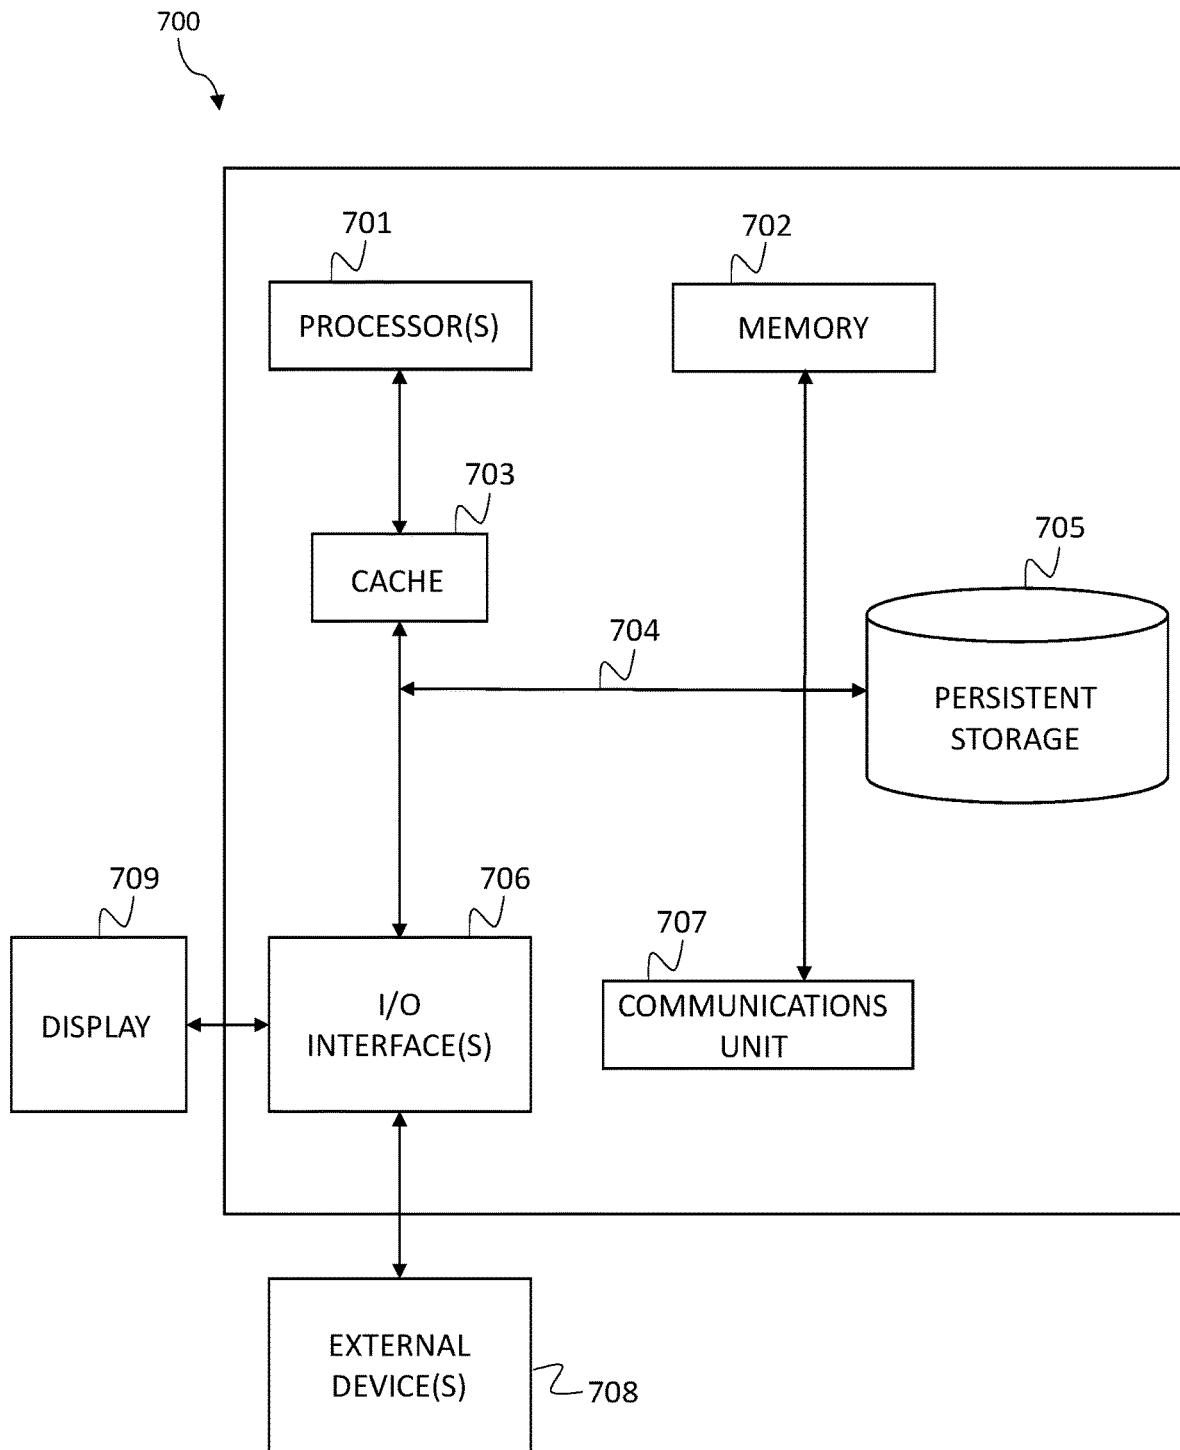 700
701
PROCESSOR(S)
702
MEMORY
703
CACHE
704
705
PERSISTENT
STORAGE
709
DISPLAY
706
I/O
INTERFACE(S)
707
COMMUNICATIONS
UNIT
EXTERNAL
DEVICE(S)
708